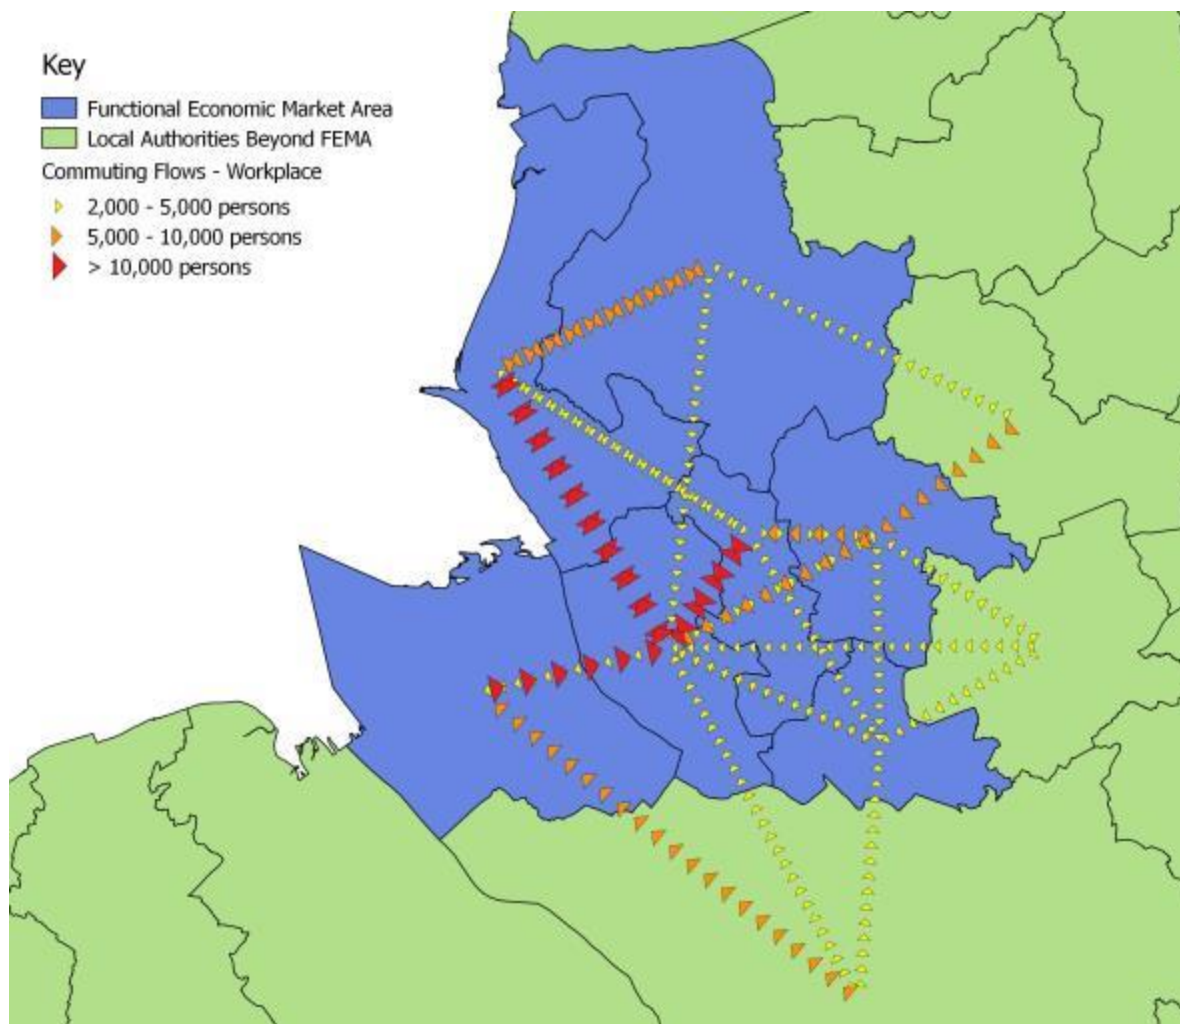 Key
Functional Economic Market Area
Local Authorities Beyond FEMA
Commuting Flows - Workplace
2,000 - 5,000 persons
5,000 - 10,000 persons
> 10,000 persons